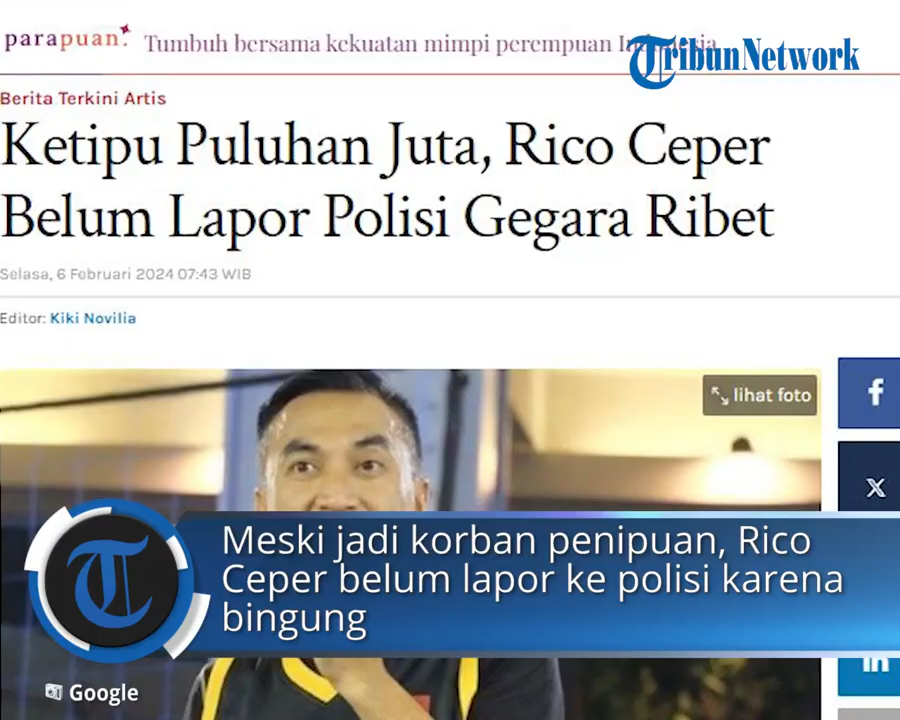 parapuan.
Tumbuh bersama kekuatan mimpi perempuan Indonesia
TribunNetwork
Berita Terkini Artis
Ketipu Puluhan Juta, Rico Ceper
Belum Lapor Polisi Gegara Ribet
Selasa, 6 Februari 2024 07:43 WIB
Editor: Kiki Novilia
lihat foto
f
X
Meski jadi korban penipuan, Rico
Ceper belum lapor ke polisi karena
bingung
T
in
Google